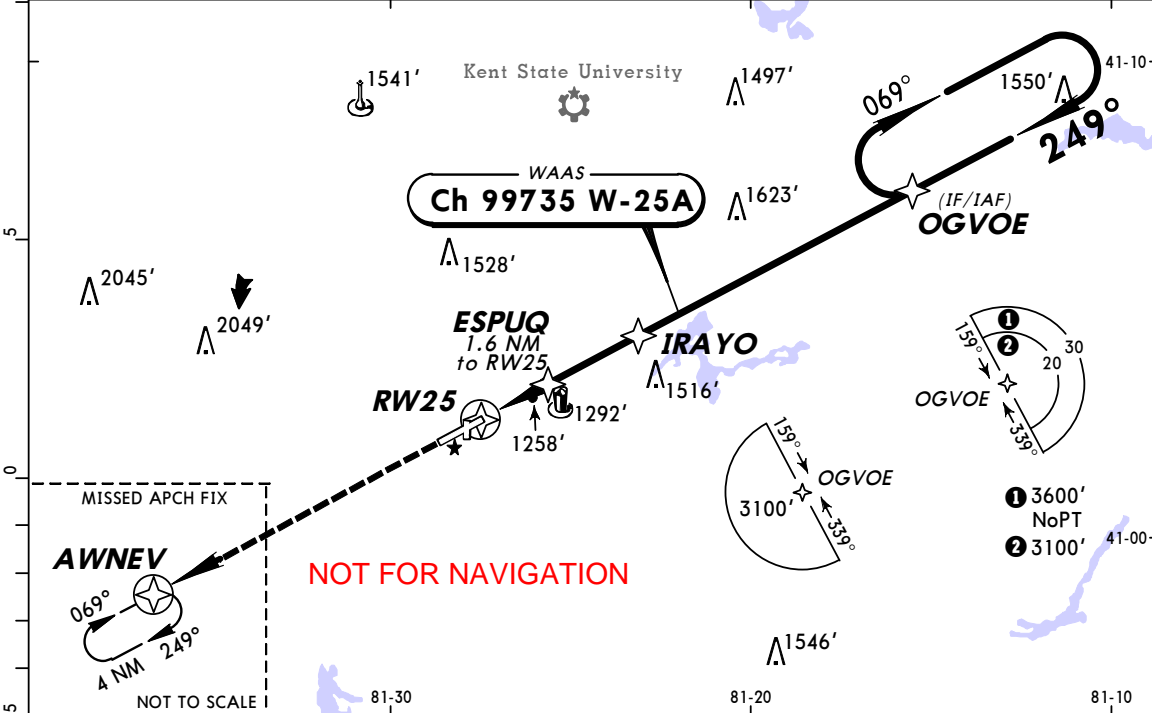 1541'
Kent State University
1497'
41-10
1550'
069°
249°
WAAS
Ch 99735 W-25A
1623'
(IF/IAF)
OGVOE
5
1528'
2045'
2049'
ESPUQ
1.6 NM
to RW25
IRAYO
1516'
RW25
1292'
1258'
1
2
30
20
159°
OGVOE
339°
159°
OGVOE
3100'
339°
1 3600'
NoPT
2 3100'
0
MISSED APCH FIX
AWNEV
069°
249°
4 NM
NOT TO SCALE
NOT FOR NAVIGATION
41-00
1546'
5
81-30
81-20
81-10